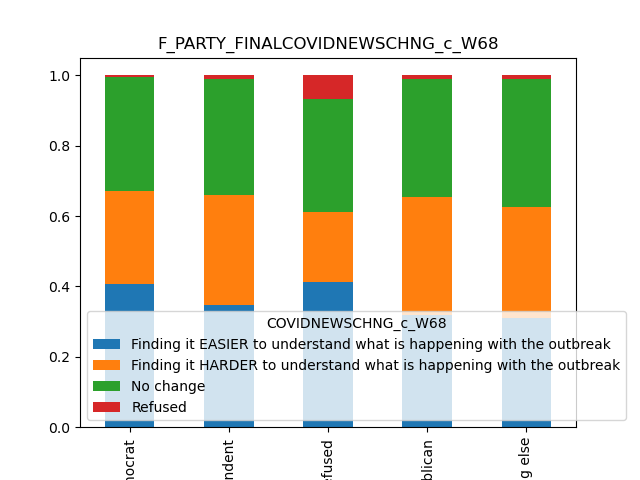 F_PARTY_FINALCOVIDNEWSCHNG_c_W68
1.0
0.8
0.6
0.4
0.2
0.0
COVIDNEWSCHNG_c_W68
Finding it EASIER to understand what is happening with the outbreak
Finding it HARDER to understand what is happening with the outbreak
No change
Refused
mocrat
ndent
efused
blican
g else